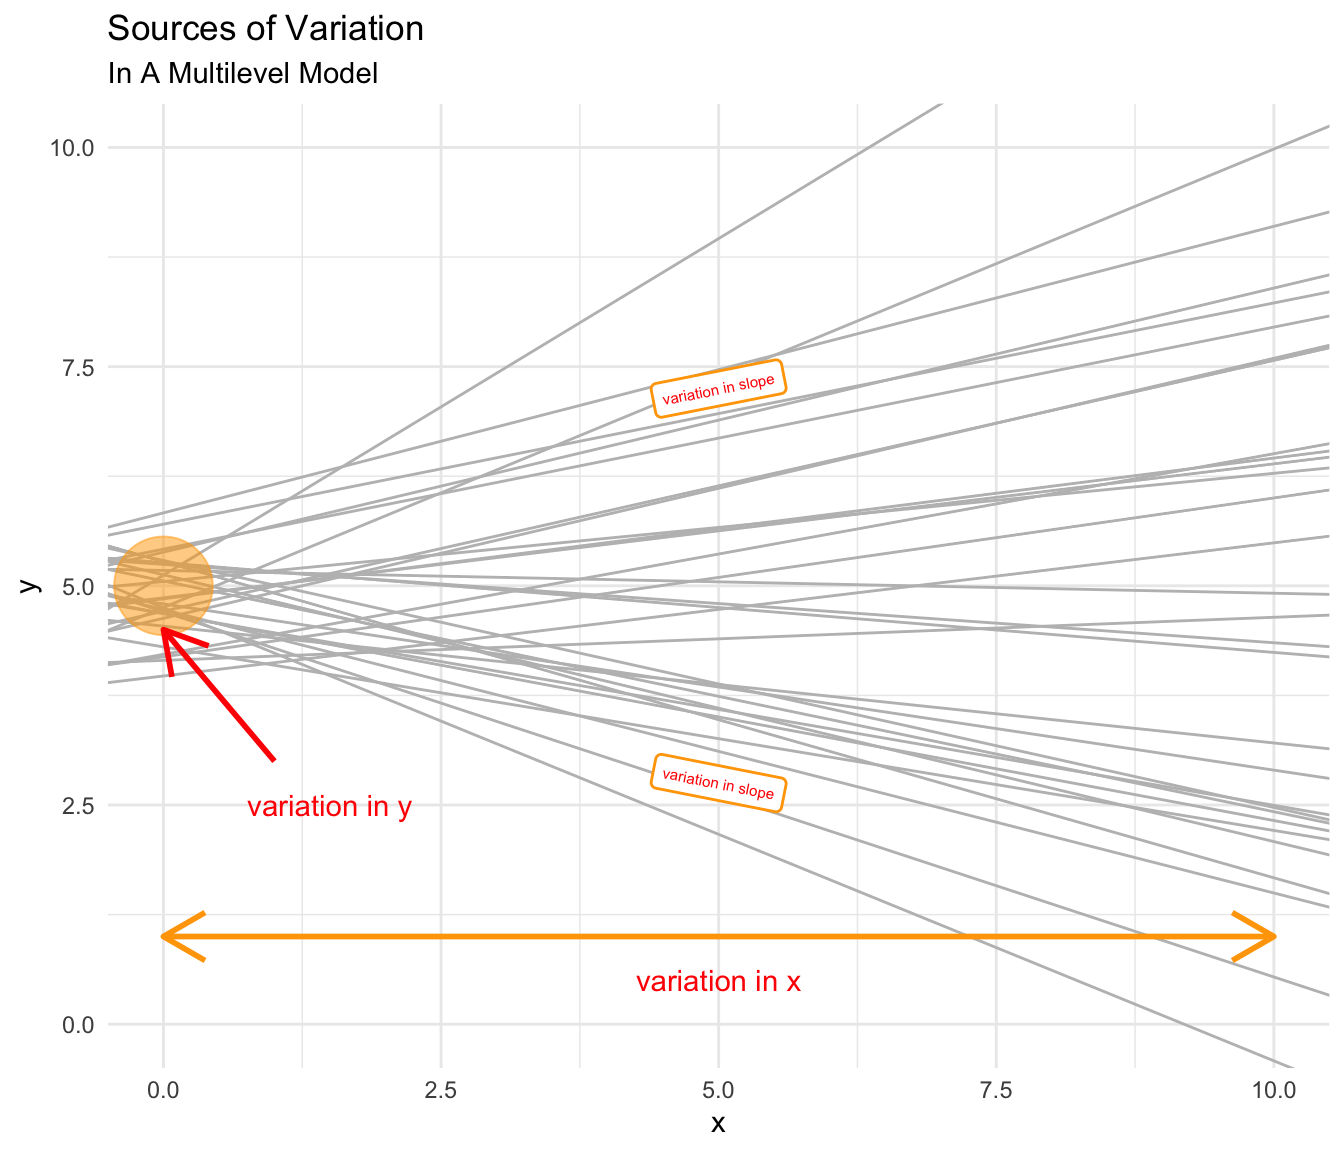 Sources of Variation
In A Multilevel Model
10.0
7.5
variation in slope
y
5.0
variation in slope
variation in y
2.5
variation in x
0.0
0.0 2.5 5.0 7.5 10.0
x